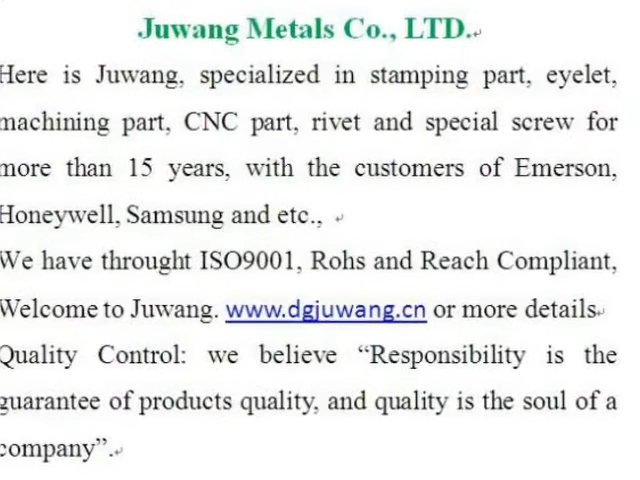 Juwang Metals Co., LTD.
Here is Juwang, specialized in stamping part, eyelet,
machining part, CNC part, rivet and special screw for
more than 15 years, with the customers of Emerson,
Honeywell, Samsung and etc.,
We have throught ISO9001, Rohs and Reach Compliant,
Welcome to Juwang. www.dgjuwang.cn or more details
Quality Control: we believe “Responsibility is the
guarantee of products quality, and quality is the soul of a
company”.